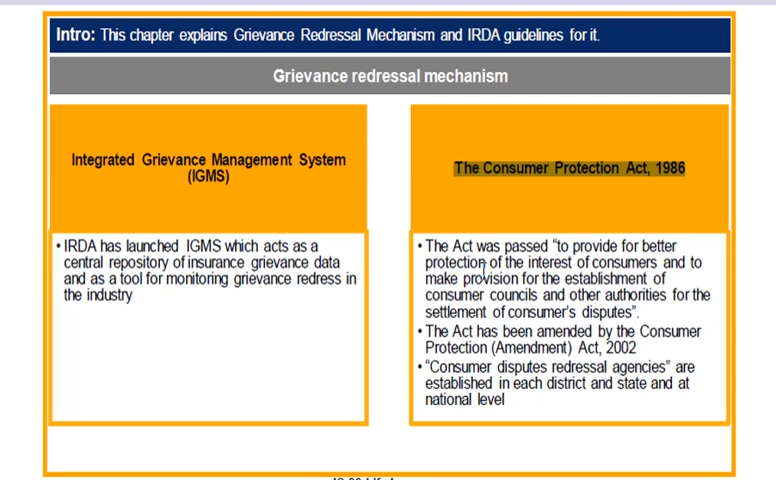 Intro: This chapter explains Grievance Redressal Mechanism and IRDA guidelines for it.
Grievance redressal mechanism
Integrated Grievance Management System
(IGMS)
• IRDA has launched IGMS which acts as a
central repository of insurance grievance data
and as a tool for monitoring grievance redress in
the industry
The Consumer Protection Act, 1986
• The Act was passed “to provide for better
protection of the interest of consumers and to
make provision for the establishment of
consumer councils and other authorities for the
settlement of consumer’s disputes”.
• The Act has been amended by the Consumer
Protection (Amendment) Act, 2002
• “Consumer disputes redressal agencies” are
established in each district and state and at
national level